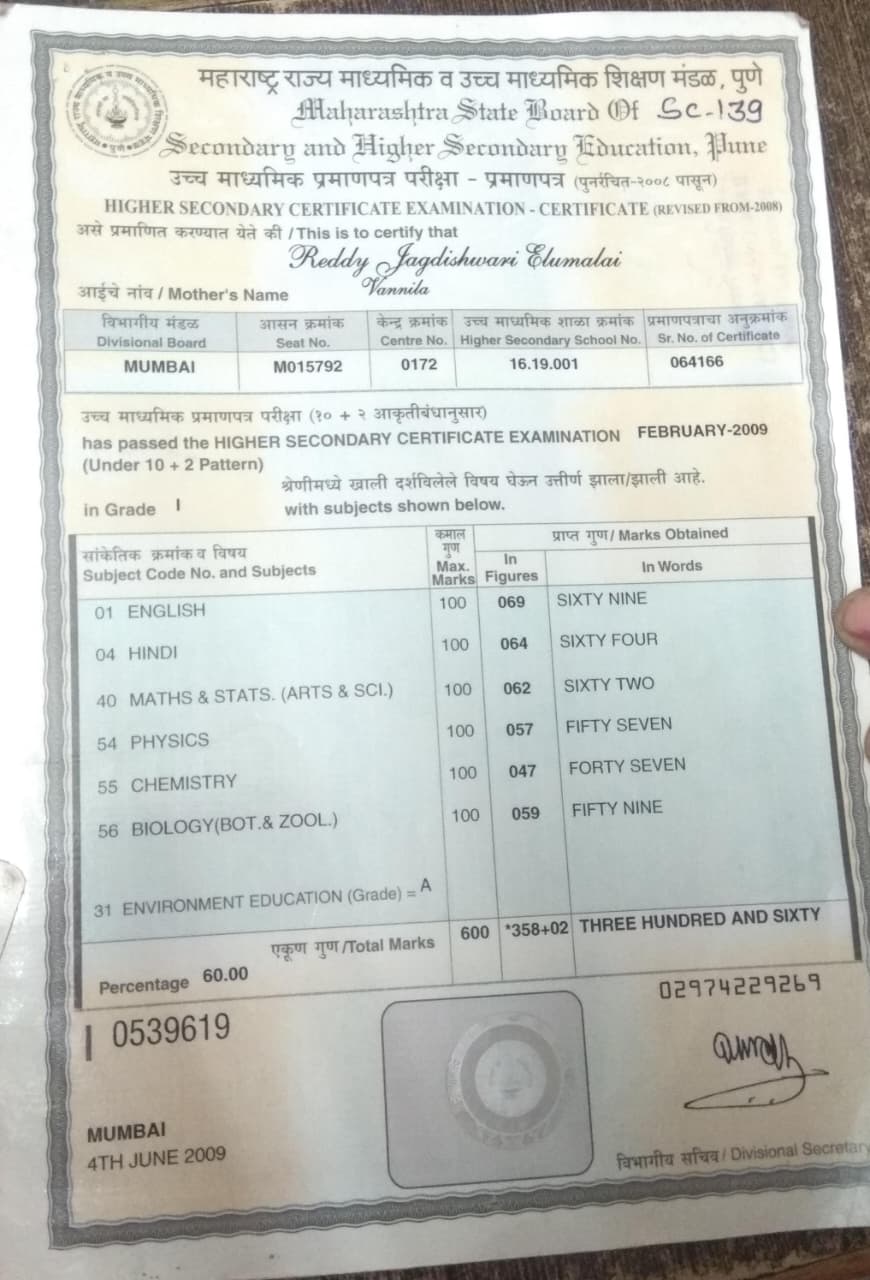 महाराष्ट्र राज्य माध्यमिक व उच्च माध्यमिक शिक्षण मंडळ, पुणे
Maharashtra State Board Of SC-139
Secondary and Higher Secondary Education, Pune
उच्च माध्यमिक प्रमाणपत्र परीक्षा - प्रमाणपत्र (पुनर्रचित-२००८ पासून)
HIGHER SECONDARY CERTIFICATE EXAMINATION - CERTIFICATE (REVISED FROM-2008)
असे प्रमाणित करण्यात येते की / This is to certify that
Reddy Jagdishwari Elumalai
आईचे नांव / Mother's Name Vannila
विभागीय मंडळ आसन क्रमांक केन्द्र क्रमांक उच्च माध्यमिक शाळा क्रमांक प्रमाणपत्राचा अनुक्रमांक
Divisional Board Seat No. Centre No. Higher Secondary School No. Sr. No. of Certificate
MUMBAI M015792 0172 16.19.001 064166
उच्च माध्यमिक प्रमाणपत्र परीक्षा (१० + २ आकृतीबंधानुसार)
has passed the HIGHER SECONDARY CERTIFICATE EXAMINATION FEBRUARY-2009
(Under 10 + 2 Pattern)
श्रेणीमध्ये खाली दर्शविलेले विषय घेऊन उत्तीर्ण झाला/झाली आहे.
in Grade I with subjects shown below.
सांकेतिक क्रमांक व विषय कमाल गुण प्राप्त गुण / Marks Obtained
Subject Code No. and Subjects Max. Marks In Figures In Words
01 ENGLISH 100 069 SIXTY NINE
04 HINDI 100 064 SIXTY FOUR
40 MATHS & STATS. (ARTS & SCI.) 100 062 SIXTY TWO
54 PHYSICS 100 057 FIFTY SEVEN
55 CHEMISTRY 100 047 FORTY SEVEN
56 BIOLOGY(BOT.& ZOOL.) 100 059 FIFTY NINE
31 ENVIRONMENT EDUCATION (Grade) = A
एकूण गुण /Total Marks 600 *358+02 THREE HUNDRED AND SIXTY
Percentage 60.00
02974229269
| 0539619
MUMBAI
4TH JUNE 2009
विभागीय सचिव / Divisional Secretary